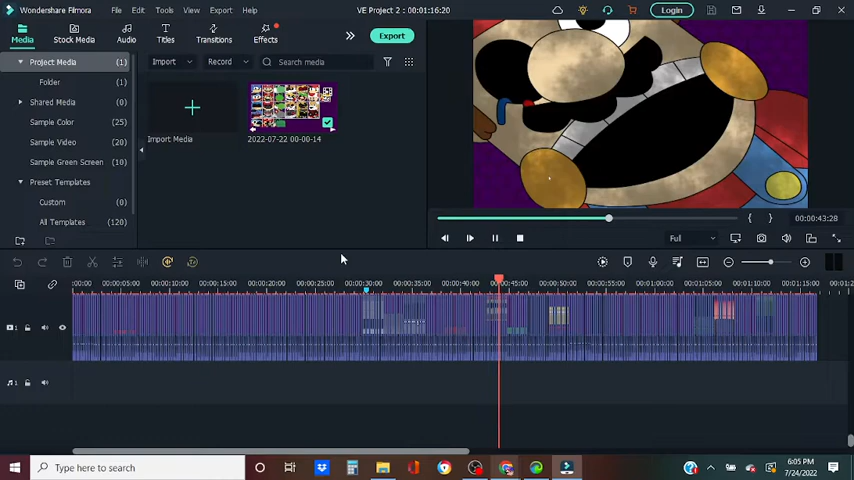 Wondershare Filmora
File
Edit
Tools
View
Export
Help
VE Project 2 : 00:01:16:20
Login
Media
Stock Media
Audio
Titles
Transitions
Effects
Export
Project Media (1)
Folder (1)
Shared Media (0)
Sample Color (25)
Sample Video (20)
Sample Green Screen (10)
Preset Templates
Custom (0)
All Templates (120)
Import
Record
Search media
Import Media
2022-07-22 00-00-14
00:00:43:28
Full
:00:00
00:00:05:00
00:00:10:00
00:00:15:00
00:00:20:00
00:00:25:00
00:00:30:00
00:00:35:00
00:00:40:00
00:00:45:00
00:00:50:00
00:00:55:00
00:01:00:00
00:01:05:00
00:01:10:00
00:01:15:00
1
1
Type here to search
6:05 PM
7/24/2022